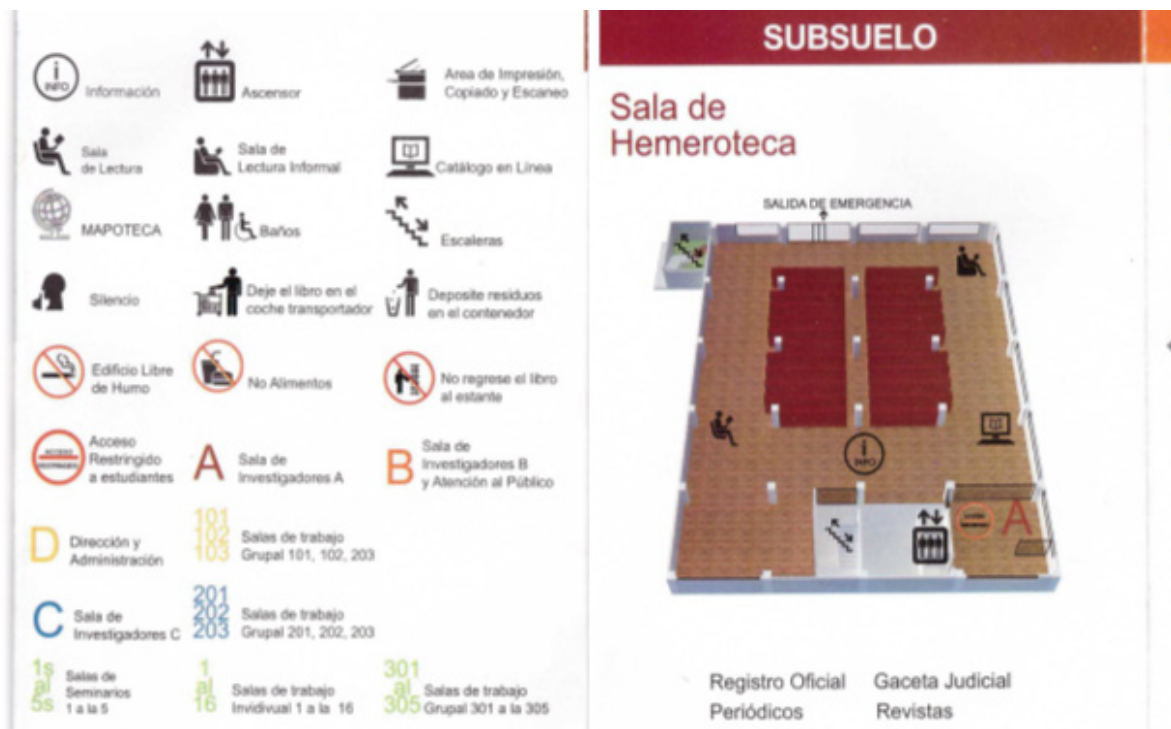 i
INFO
Información
Ascensor
Area de Impresión,
Copiado y Escaneo
Sala
de Lectura
Sala de
Lectura Informal
Catálogo en Línea
MAPOTECA
Baños
Escaleras
Silencio
Deje el libro en el
coche transportador
Deposite residuos
en el contenedor
Edificio Libre
de Humo
No Alimentos
No regrese el libro
al estante
ACCESO
RESTRINGIDO
Acceso
Restringido
a estudiantes
A
Sala de
Investigadores A
B
Sala de
Investigadores B
y Atención al Público
D
Dirección y
Administración
101
102
103
Salas de trabajo
Grupal 101, 102, 203
C
Sala de
Investigadores C
201
202
203
Salas de trabajo
Grupal 201, 202, 203
1s
al
5s
Salas de
Seminarios
1 a la 5
1
al
16
Salas de trabajo
Invidivual 1 a la 16
301
al
305
Salas de trabajo
Grupal 301 a la 305
SUBSUELO
Sala de
Hemeroteca
SALIDA DE EMERGENCIA
i
INFO
A
Registro Oficial Gaceta Judicial
Periódicos Revistas